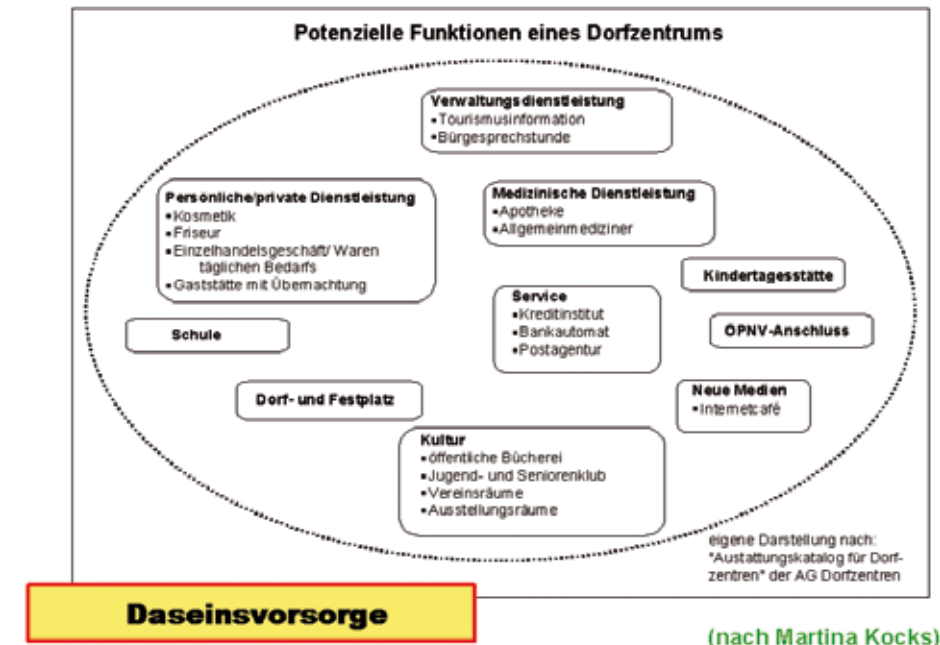 Potenzielle Funktionen eines Dorfzentrums
Verwaltungsdienstleistung
▪Tourismusinformation
▪Bürgesprechstunde
Persönliche/private Dienstleistung
▪Kosmetik
▪Friseur
▪Einzelhandelsgeschäft/ Waren
täglichen Bedarfs
▪Gaststätte mit Übernachtung
Medizinische Dienstleistung
▪Apotheke
▪Allgemeinmediziner
Kindertagesstätte
Service
▪Kreditinstitut
▪Bankautomat
▪Postagentur
Schule
ÖPNV-Anschluss
Dorf- und Festplatz
Neue Medien
▪Internetcafé
Kultur
▪öffentliche Bücherei
▪Jugend- und Seniorenklub
▪Vereinsräume
▪Ausstellungsräume
eigene Darstellung nach:
"Austattungskatalog für Dorf-
zentren" der AG Dorfzentren
Daseinsvorsorge
(nach Martina Kocks)